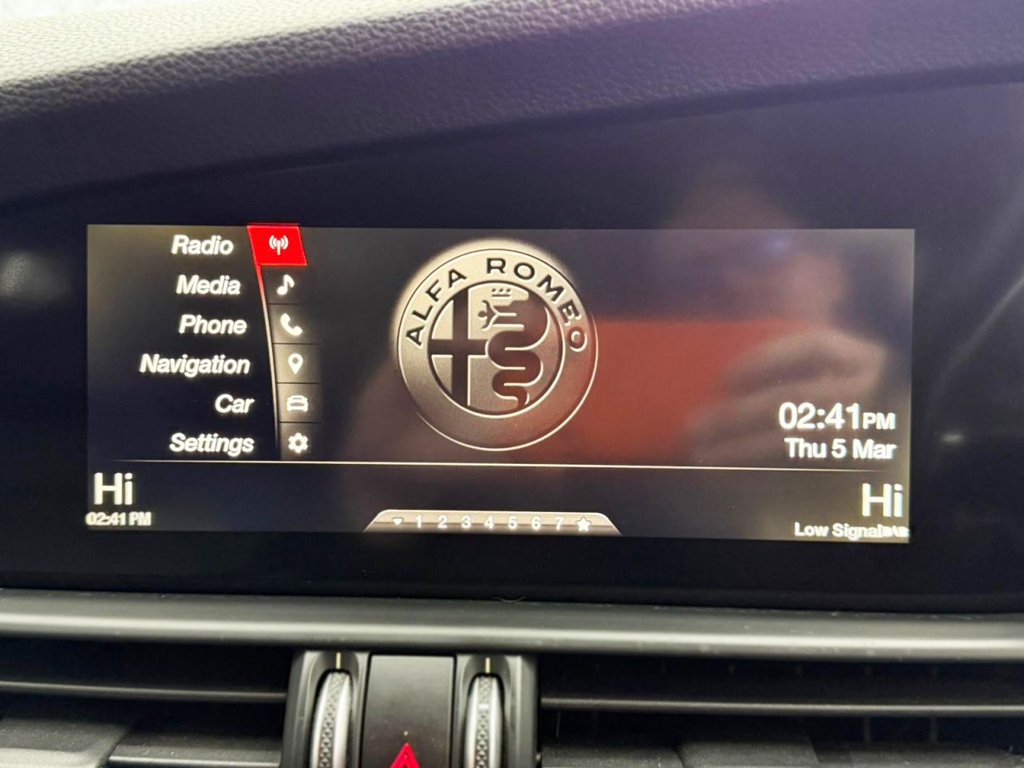 Radio
Media
Phone
Navigation
Car
Settings
ALFA ROMEO
02:41PM
Thu 5 Mar
Hi
02:41 PM
1 2 3 4 5 6 7
Hi
Low Signal